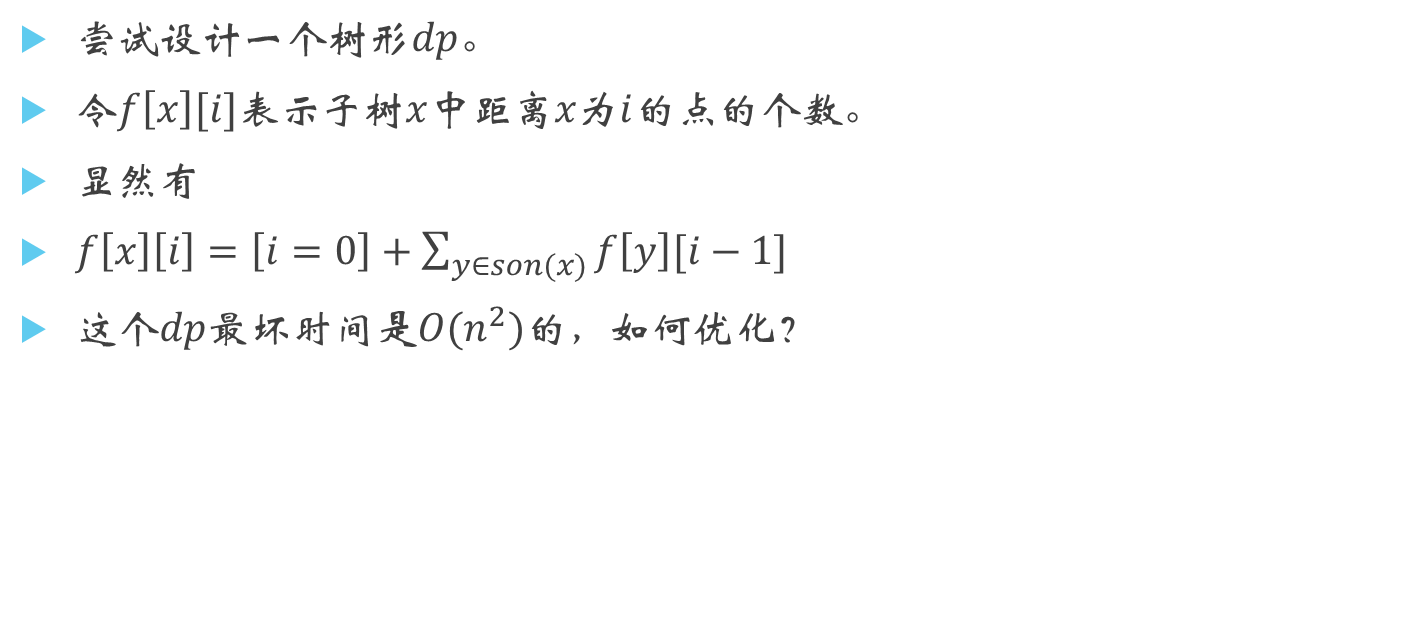 尝试设计一个树形dp。
令f[x][i]表示子树x中距离x为i的点的个数。
显然有
f[x][i] = [i = 0] + ∑_{y∈son(x)} f[y][i − 1]
这个dp最坏时间是O(n²)的，如何优化？